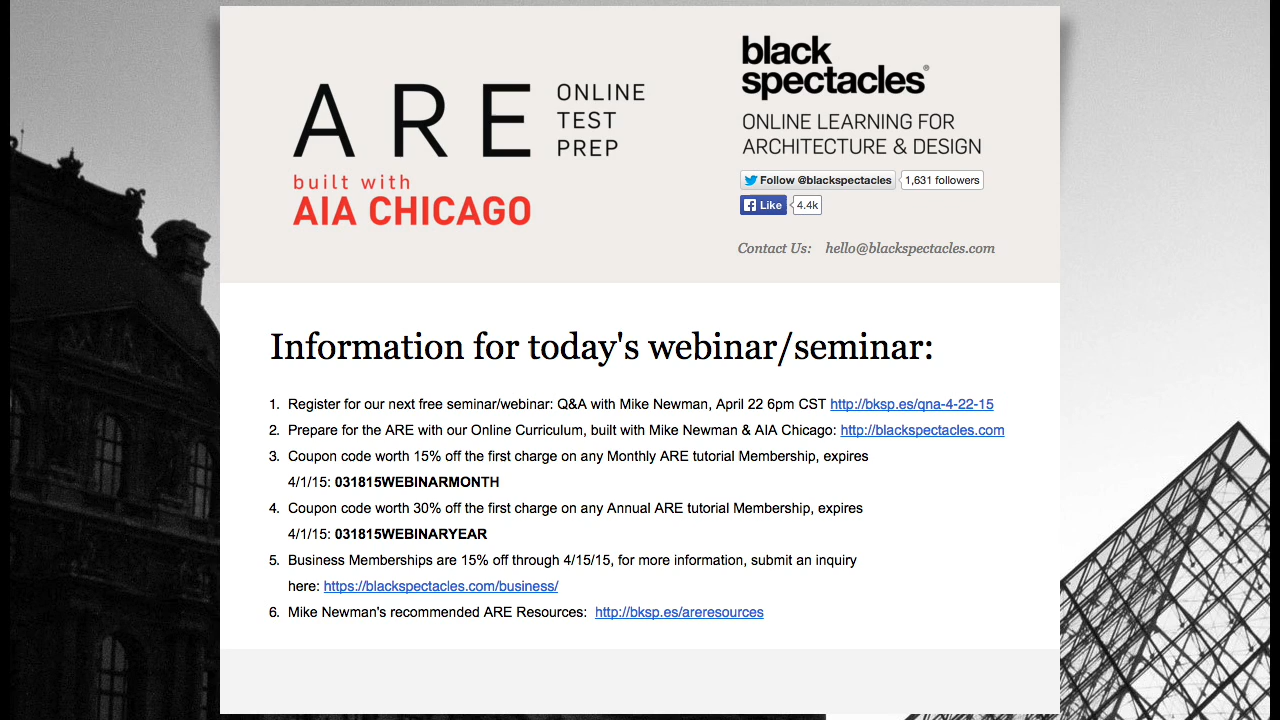 A R E
ONLINE
TEST
PREP
built with
AIA CHICAGO
black
spectacles®
ONLINE LEARNING FOR
ARCHITECTURE & DESIGN
Follow @blackspectacles 1,631 followers
Like 4.4k
Contact Us: hello@blackspectacles.com
Information for today's webinar/seminar:
1. Register for our next free seminar/webinar: Q&A with Mike Newman, April 22 6pm CST http://bksp.es/qna-4-22-15
2. Prepare for the ARE with our Online Curriculum, built with Mike Newman & AIA Chicago: http://blackspectacles.com
3. Coupon code worth 15% off the first charge on any Monthly ARE tutorial Membership, expires
4/1/15: 031815WEBINARMONTH
4. Coupon code worth 30% off the first charge on any Annual ARE tutorial Membership, expires
4/1/15: 031815WEBINARYEAR
5. Business Memberships are 15% off through 4/15/15, for more information, submit an inquiry
here: https://blackspectacles.com/business/
6. Mike Newman's recommended ARE Resources: http://bksp.es/areresources